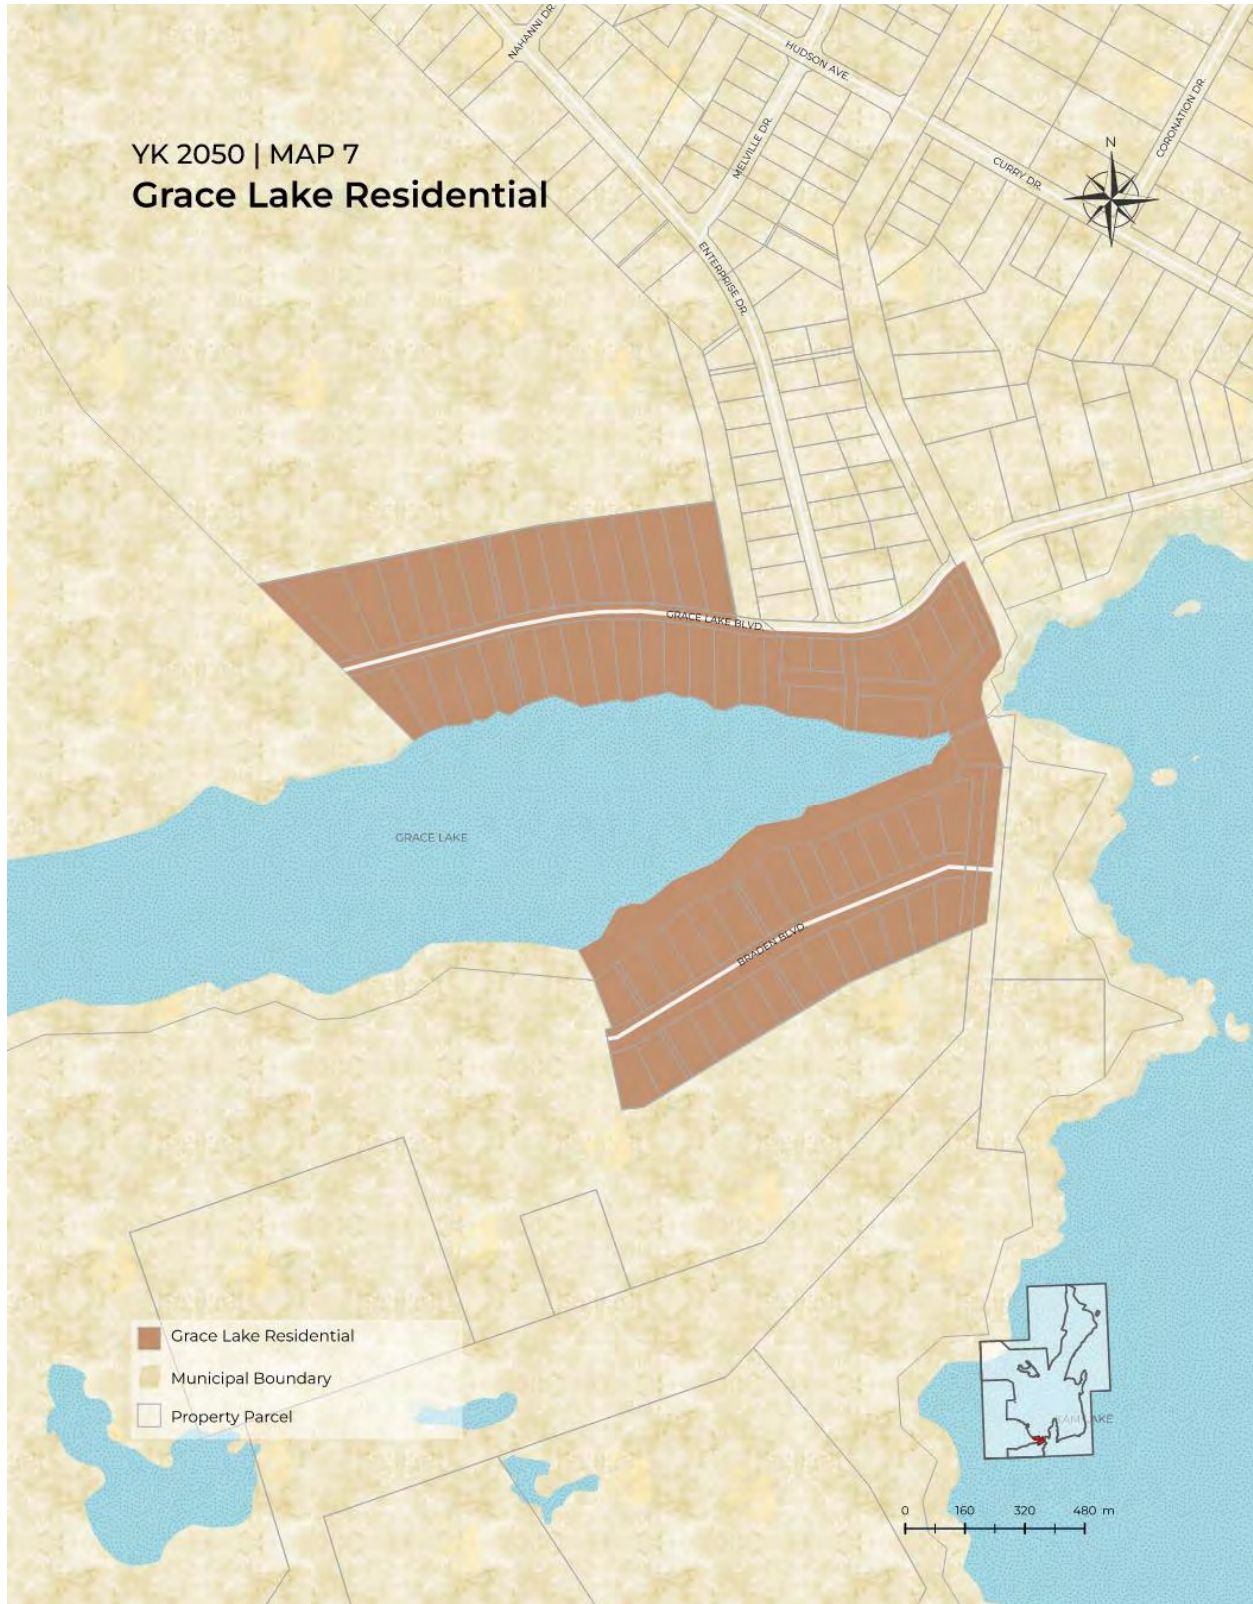 NAHANNI DR.
HUDSON AVE.
CORONATION DR.
MELVILLE DR.
YK 2050 | MAP 7
Grace Lake Residential
N
CURRY DR.
ENTERPRISE DR.
GRACE LAKE BLVD.
GRACE LAKE
BRADEN BLVD.
Grace Lake Residential
Municipal Boundary
Property Parcel
LAKE
0 160 320 480 m